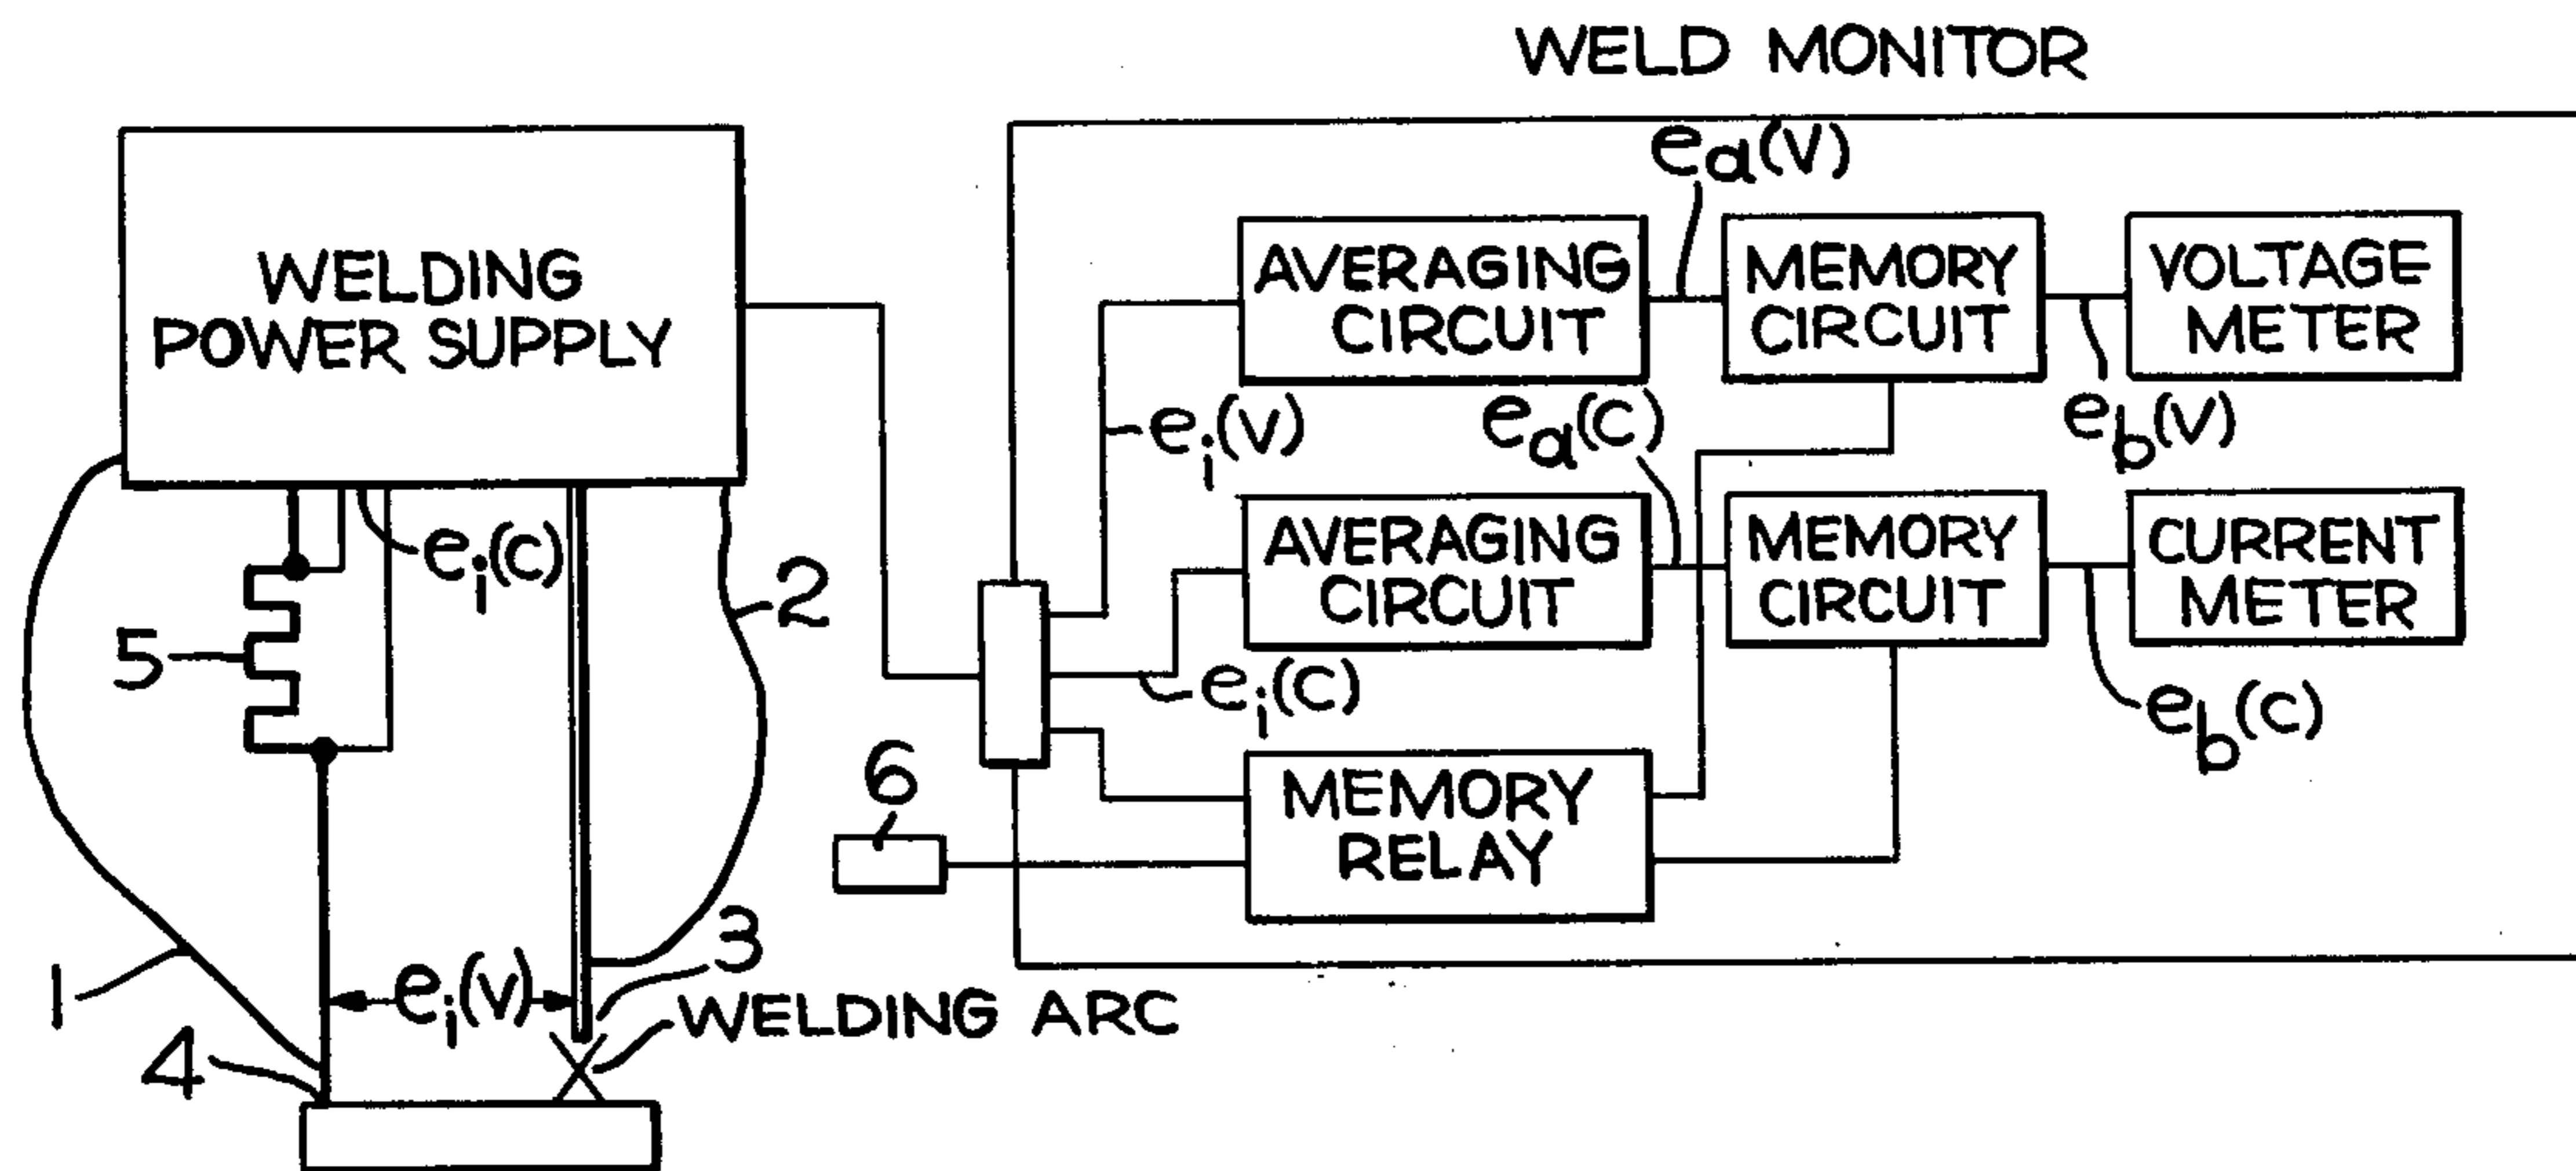 WELD MONITOR
WELDING
POWER SUPPLY
AVERAGING
CIRCUIT
ea(V)
MEMORY
CIRCUIT
VOLTAGE
METER
ei(V)
ea(C)
eb(V)
ei(C)
2
5
AVERAGING
CIRCUIT
MEMORY
CIRCUIT
CURRENT
METER
ei(C)
eb(C)
6
MEMORY
RELAY
1
ei(V)
3
WELDING ARC
4